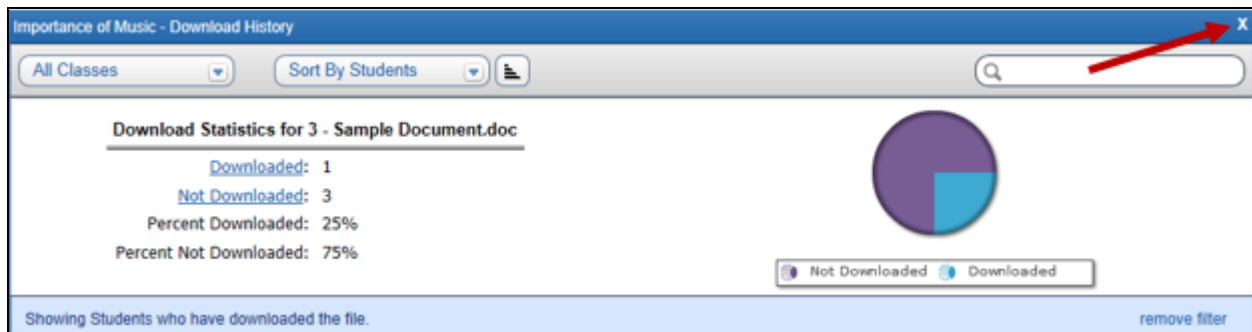 Importance of Music - Download History X
All Classes Sort By Students
Download Statistics for 3 - Sample Document.doc
Downloaded: 1
Not Downloaded: 3
Percent Downloaded: 25%
Percent Not Downloaded: 75%
Not Downloaded Downloaded
Showing Students who have downloaded the file. remove filter